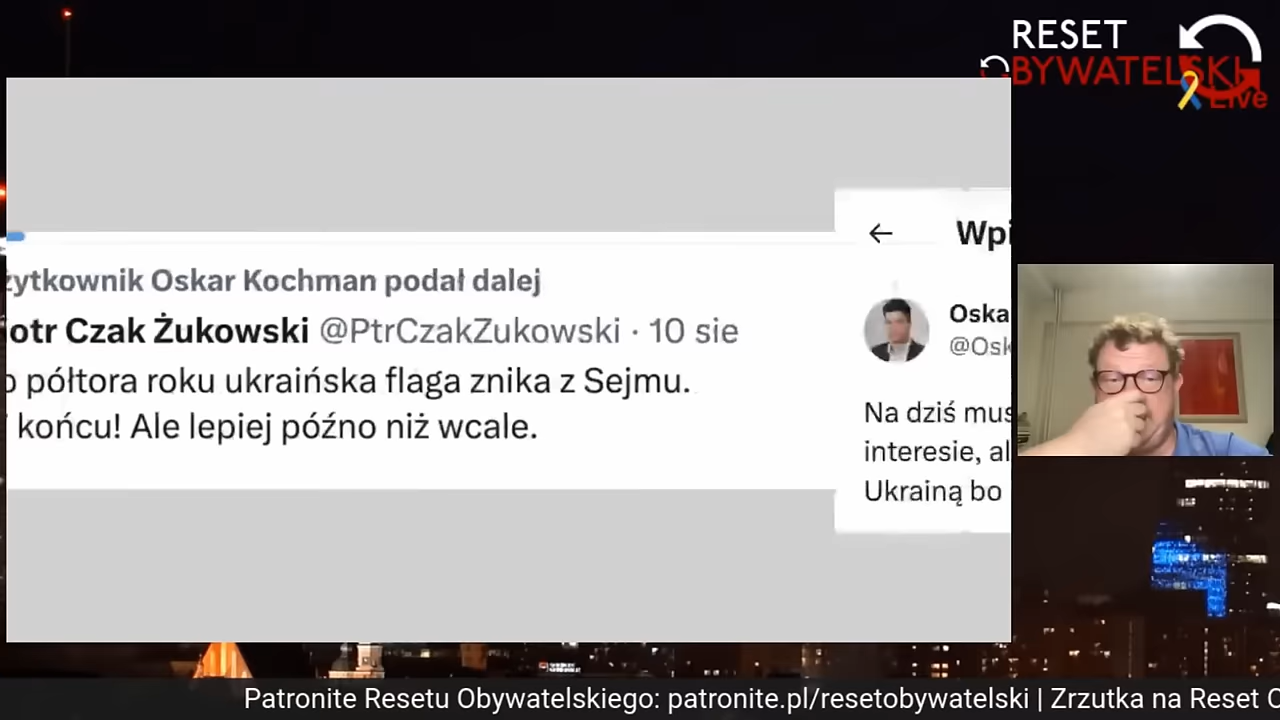 RESET
OBYWATELSKI
Live
żytkownik Oskar Kochman podał dalej
otr Czak Żukowski @PtrCzakZukowski · 10 sie
półtora roku ukraińska flaga znika z Sejmu.
końcu! Ale lepiej późno niż wcale.
Wpi
Oska
@Osk
Na dziś mus
interesie, al
Ukrainą bo
Patronite Resetu Obywatelskiego: patronite.pl/resetobywatelski | Zrzutka na Reset O